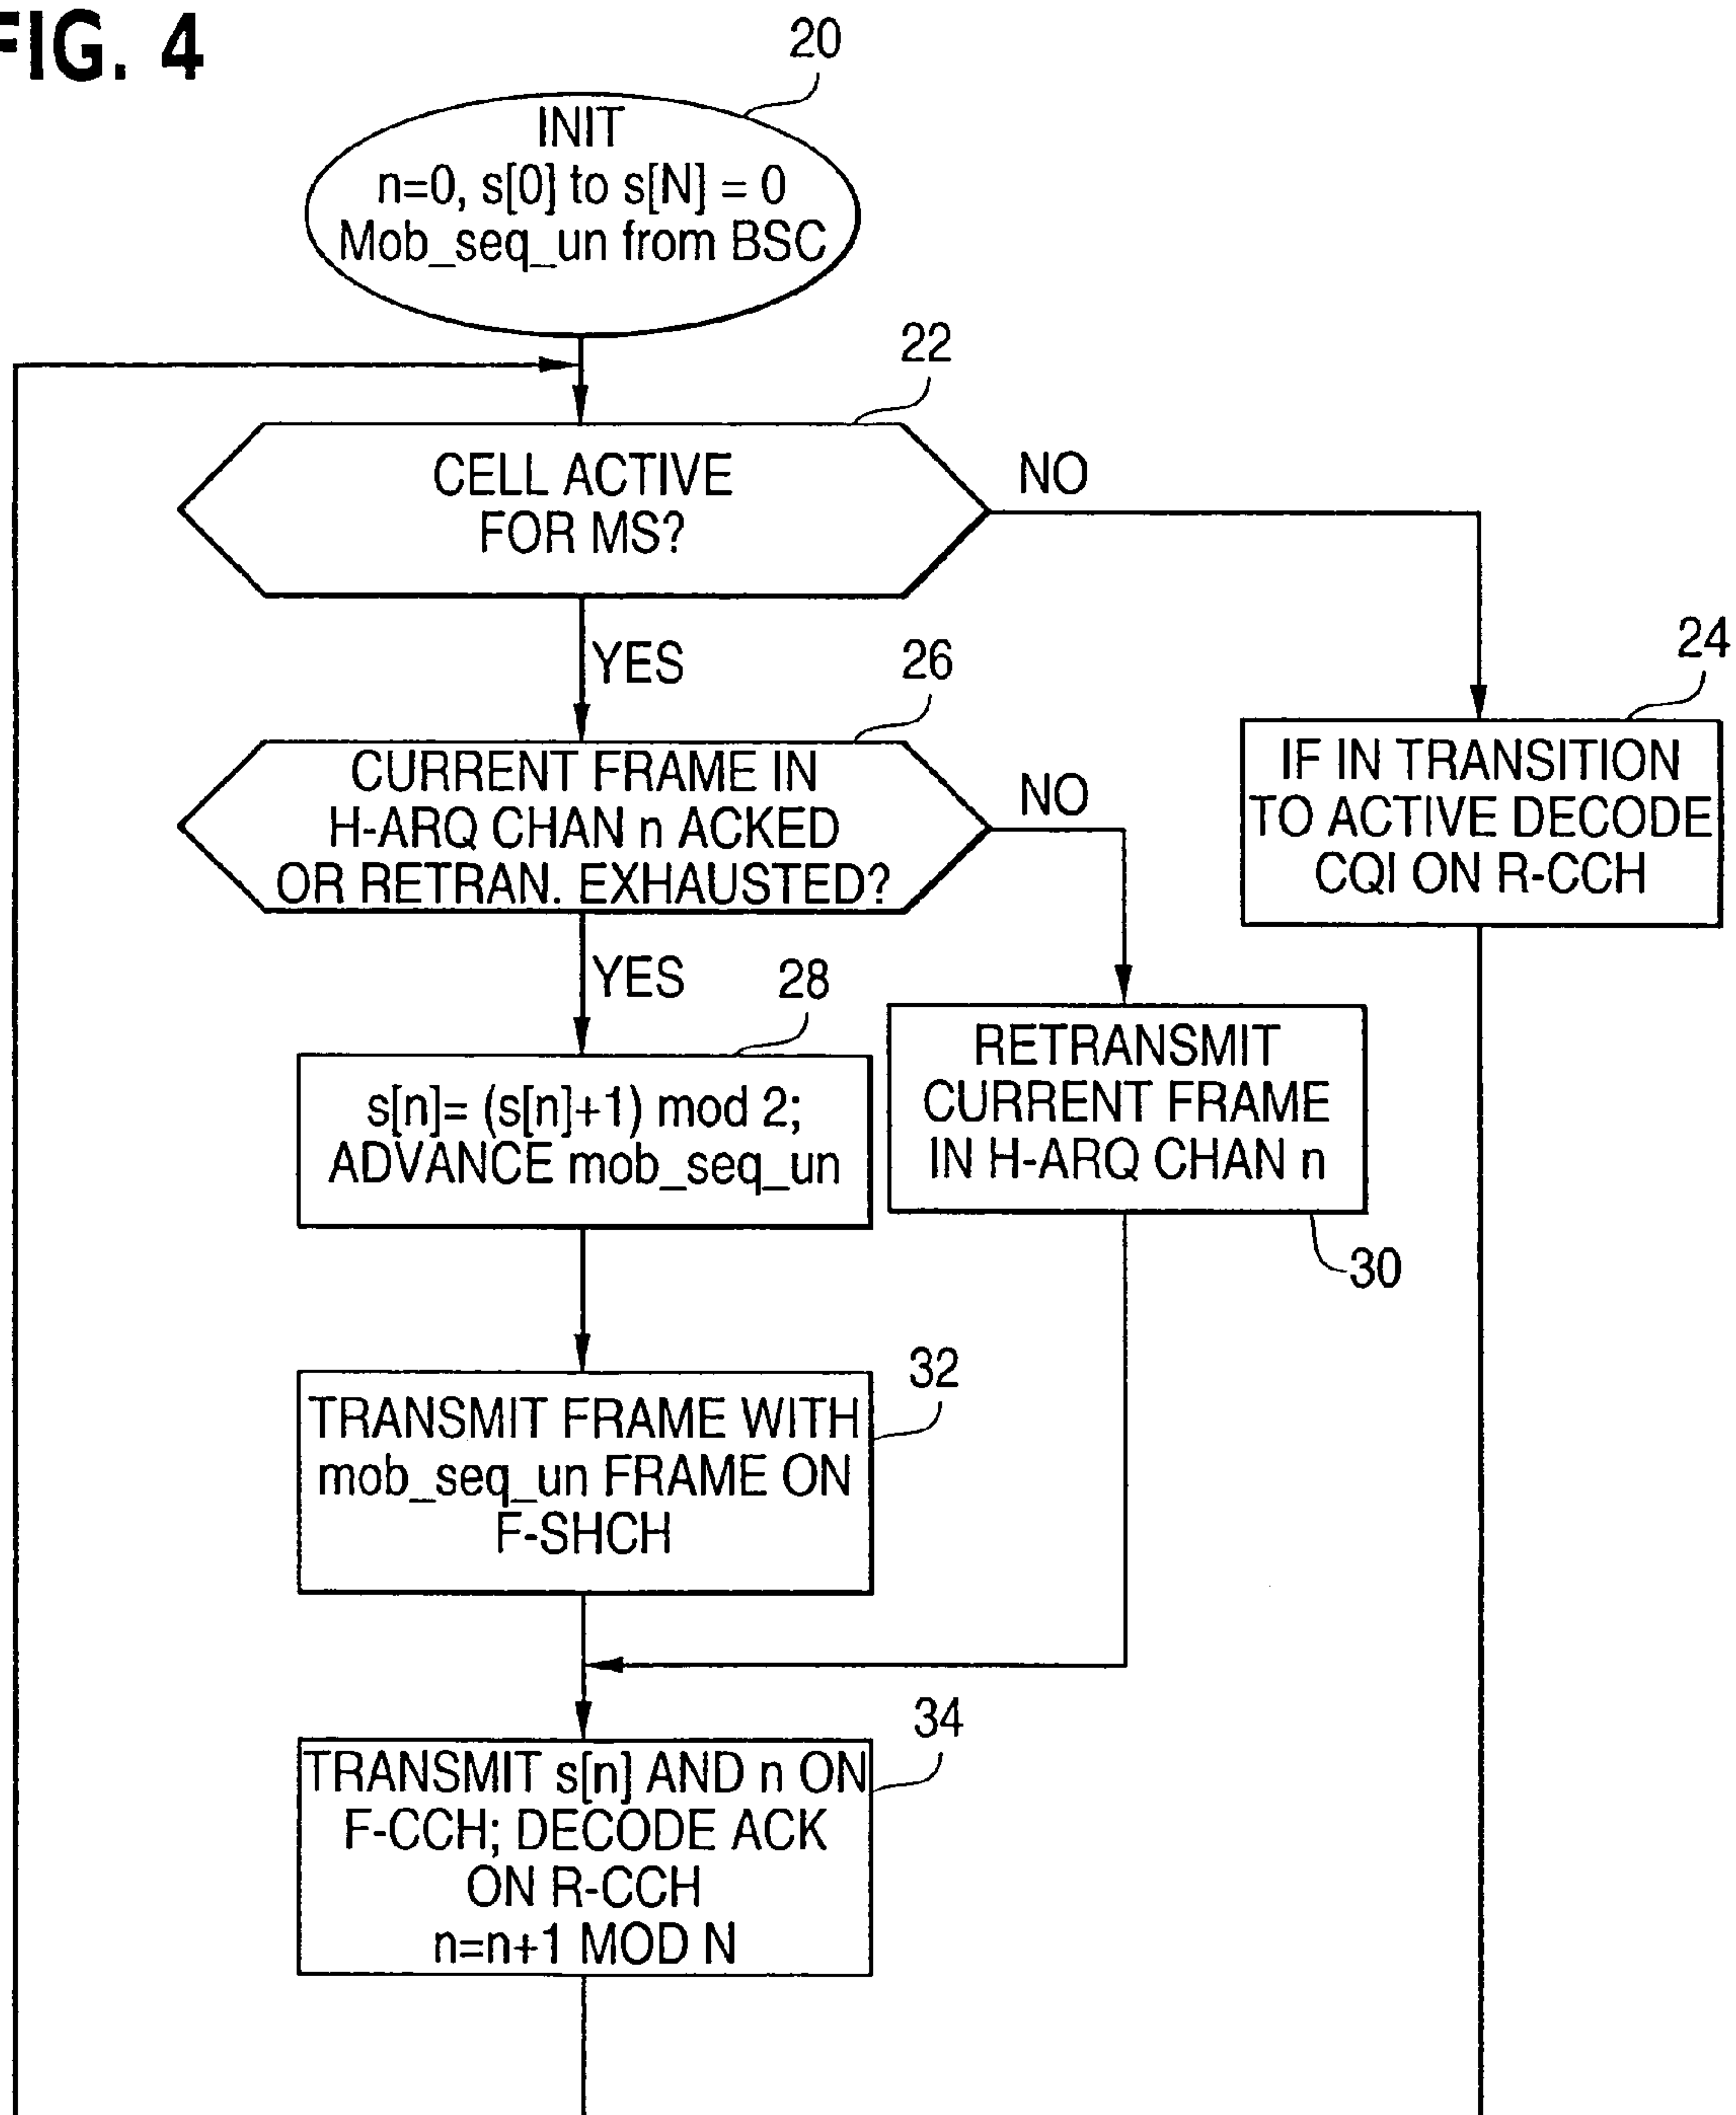 FIG. 4
20
INIT
n=0, s[0] to s[N] = 0
Mob_seq_un from BSC
22
CELL ACTIVE
FOR MS?
NO
YES
26
24
CURRENT FRAME IN
H-ARQ CHAN n ACKED
OR RETRAN. EXHAUSTED?
NO
IF IN TRANSITION
TO ACTIVE DECODE
CQI ON R-CCH
YES
28
s[n]= (s[n]+1) mod 2;
ADVANCE mob_seq_un
RETRANSMIT
CURRENT FRAME
IN H-ARQ CHAN n
30
32
TRANSMIT FRAME WITH
mob_seq_un FRAME ON
F-SHCH
34
TRANSMIT s[n] AND n ON
F-CCH; DECODE ACK
ON R-CCH
n=n+1 MOD N